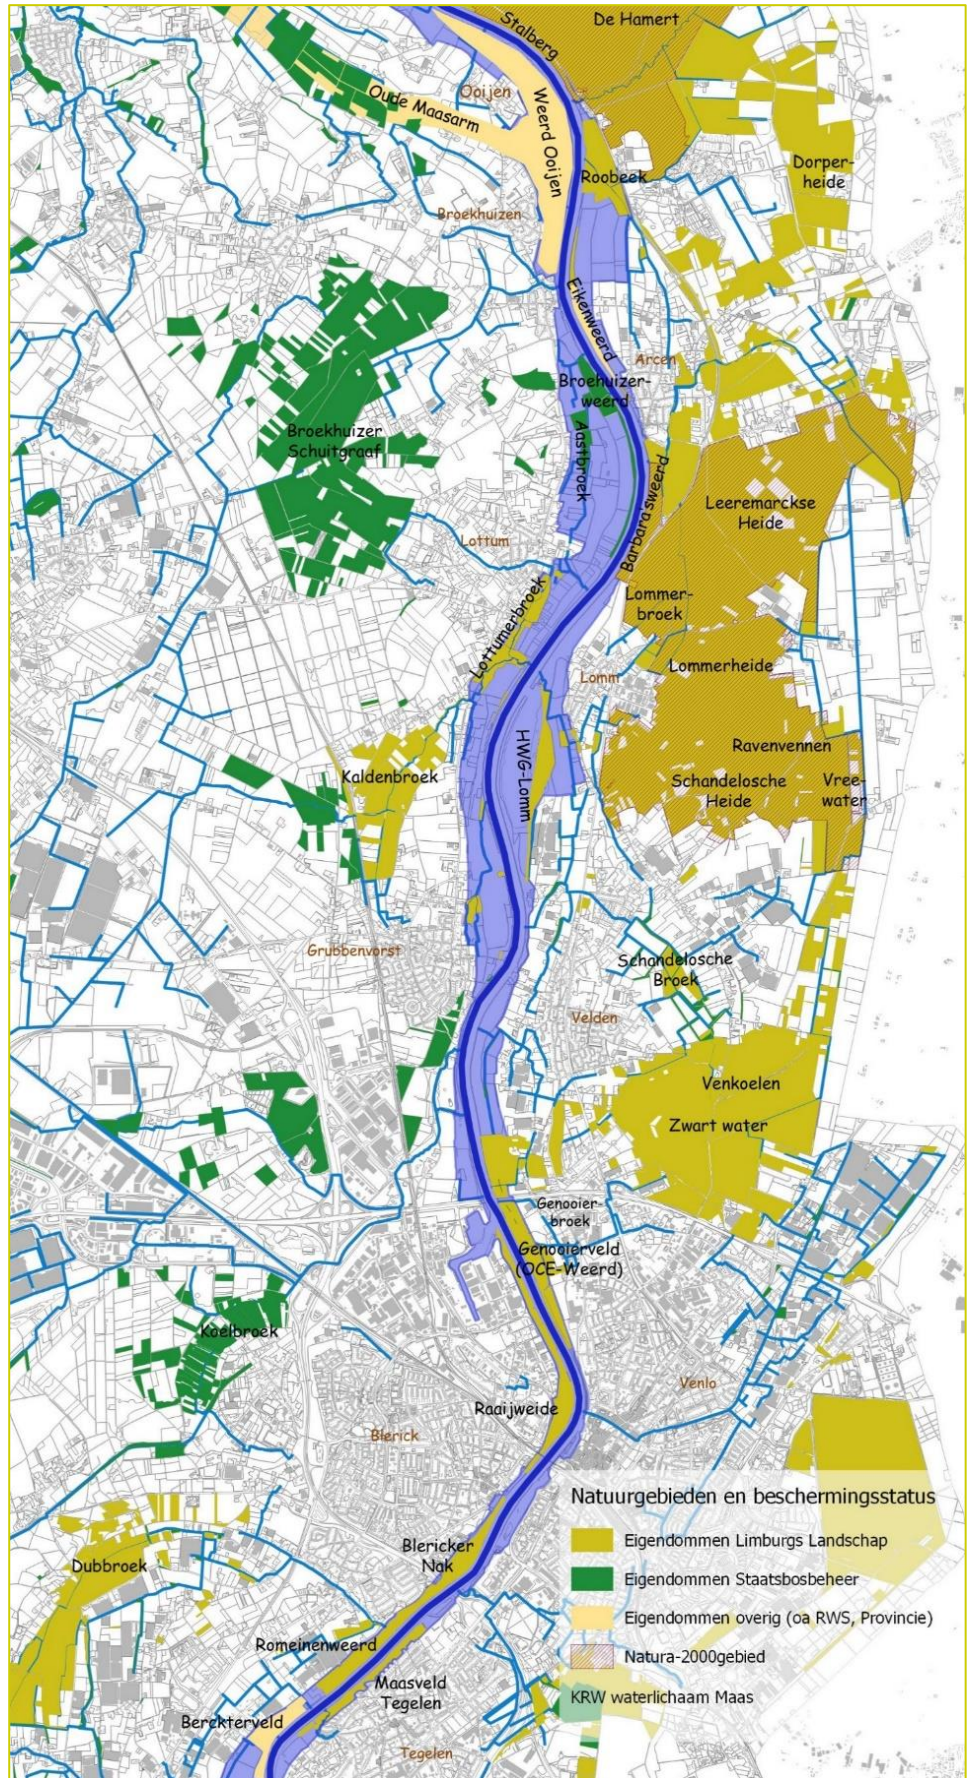 De Hamert
Stalberg
Ooijen
Oude Maasarm
Weerd Ooijen
Dorper-
heide
Roobeek
Broekhuizen
Eikenweerd
Arcen
Broehuizer-
weerd
Broekhuizer
Schuitgraaf
Aastbroek
Barbara'sweerd
Leeremarckse
Heide
Lottum
Lommer-
broek
Lottumerbroek
Lommerheide
Lomm
HWG-Lomm
Ravenvennen
Kaldenbroek
Schandelosche
Heide
Vree-
water
Grubbenvorst
Schandelosche
Broek
Velden
Venkoelen
Zwart water
Genooier-
broek
Genooierveld
(OCE-Weerd)
Koelbroek
Venlo
Raaijweide
Blerick
Blericker
Nak
Dubbroek
Romeinenweerd
Maasveld
Tegelen
Berckterveld
Tegelen
Natuurgebieden en beschermingsstatus
Eigendommen Limburgs Landschap
Eigendommen Staatsbosbeheer
Eigendommen overig (oa RWS, Provincie)
Natura-2000gebied
KRW waterlichaam Maas